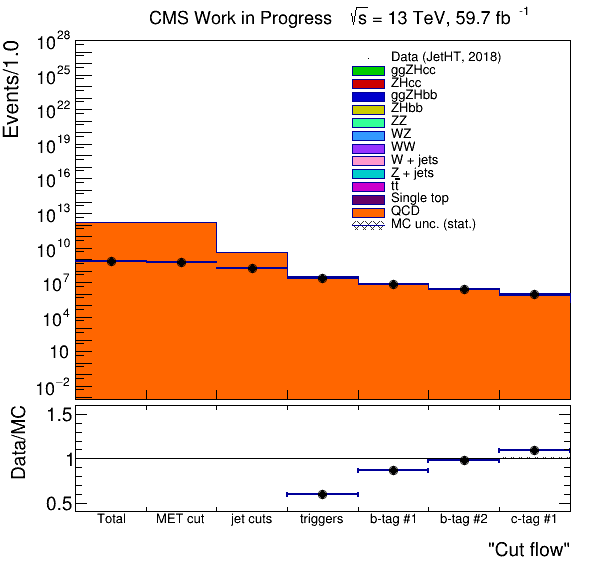 CMS Work in Progress √s = 13 TeV, 59.7 fb⁻¹
Events/1.0
10²⁸
10²⁵
10²²
10¹⁹
10¹⁶
10¹³
10¹⁰
10⁷
10⁴
10
10⁻²
Data (JetHT, 2018)
ggZHcc
ZHcc
ggZHbb
ZHbb
ZZ
WZ
WW
W + jets
Z + jets
tt̅
Single top
QCD
MC unc. (stat.)
Data/MC
1.5
1
0.5
Total MET cut jet cuts triggers b-tag #1 b-tag #2 c-tag #1
"Cut flow"